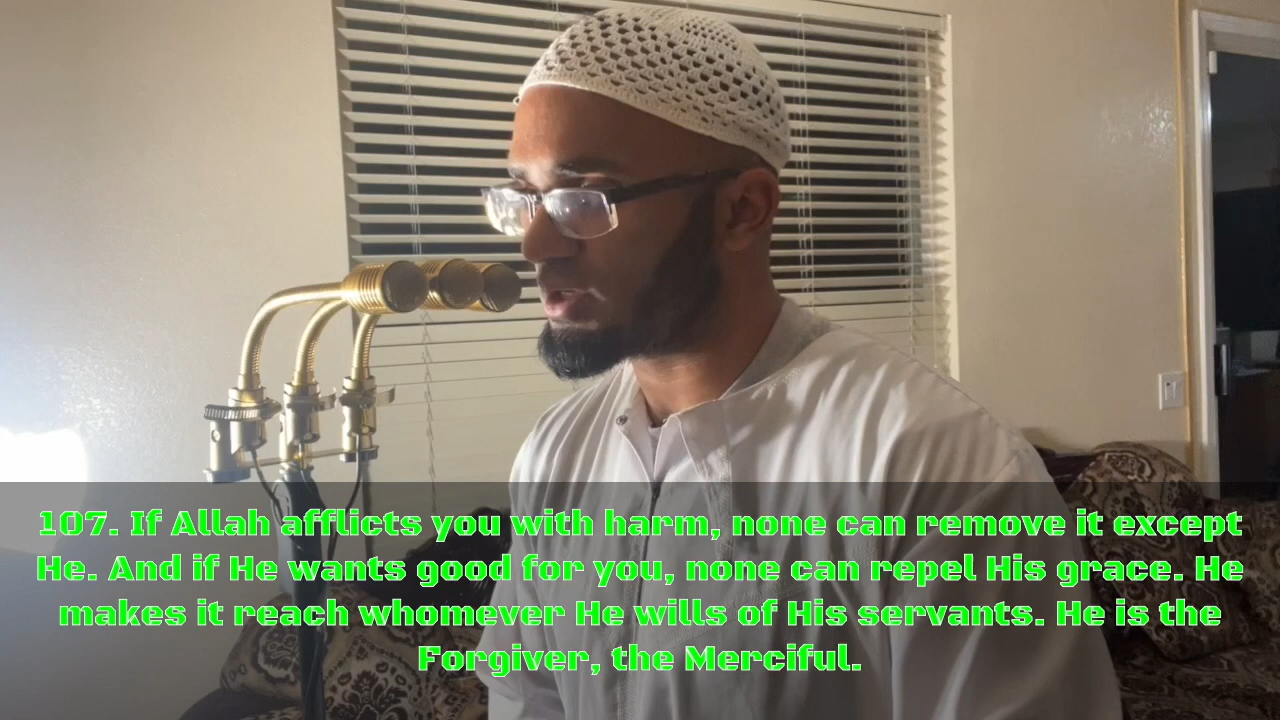 107. If Allah afflicts you with harm, none can remove it except
He. And if He wants good for you, none can repel His grace. He
makes it reach whomever He wills of His servants. He is the
Forgiver, the Merciful.